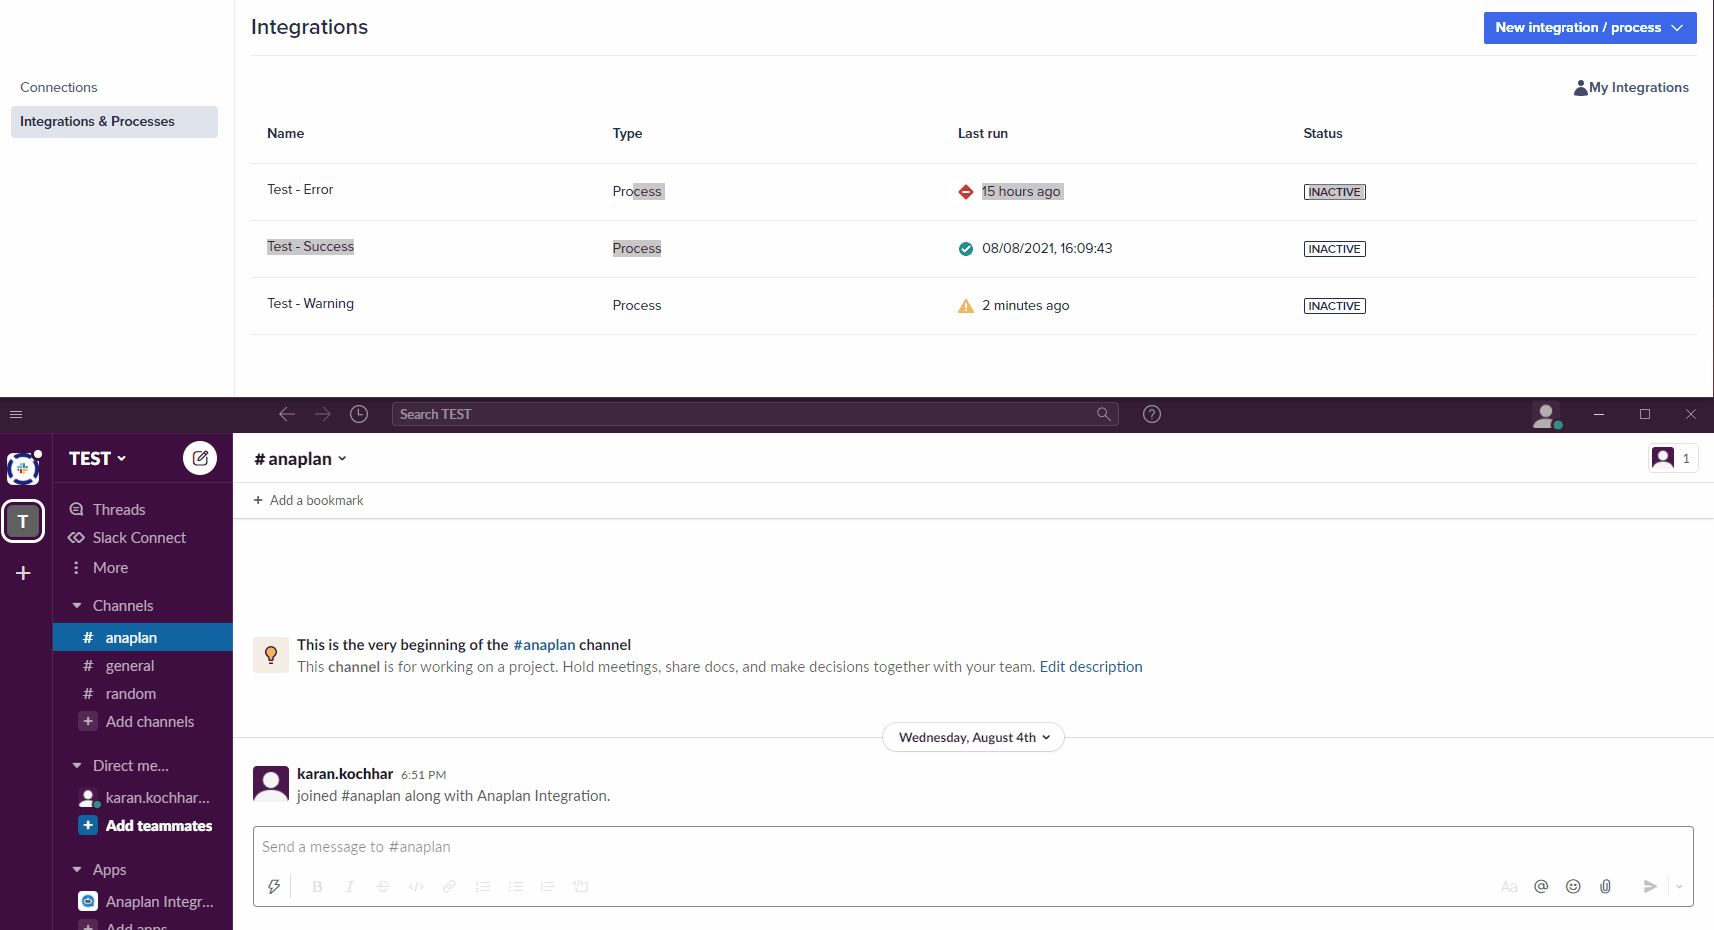 Integrations
New integration / process
Connections
Integrations & Processes
My Integrations
Name Type Last run Status
Test - Error Process 15 hours ago INACTIVE
Test - Success Process 08/08/2021, 16:09:43 INACTIVE
Test - Warning Process 2 minutes ago INACTIVE
Search TEST
TEST
T
Threads
Slack Connect
More
Channels
# anaplan
# general
# random
+ Add channels
Direct me...
karan.kochhar...
+ Add teammates
Apps
Anaplan Integr...
+ Add apps
# anaplan
1
+ Add a bookmark
This is the very beginning of the #anaplan channel
This channel is for working on a project. Hold meetings, share docs, and make decisions together with your team. Edit description
Wednesday, August 4th
karan.kochhar 6:51 PM
joined #anaplan along with Anaplan Integration.
Send a message to #anaplan
B I S </> Aa @